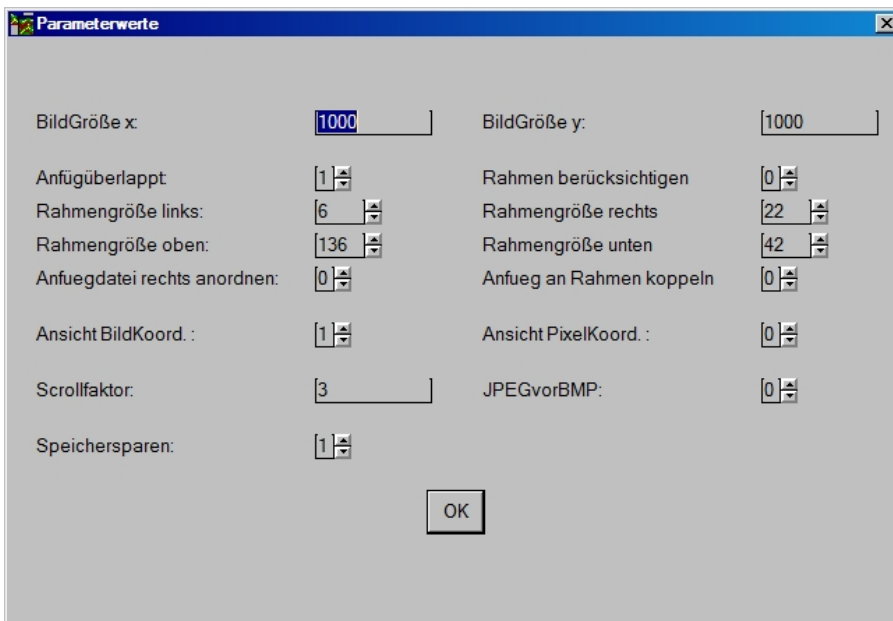 Parameterwerte
BildGröße x: 1000 BildGröße y: 1000
Anfügüberlappt: 1 Rahmen berücksichtigen 0
Rahmengröße links: 6 Rahmengröße rechts 22
Rahmengröße oben: 136 Rahmengröße unten 42
Anfuegdatei rechts anordnen: 0 Anfueg an Rahmen koppeln 0
Ansicht BildKoord. : 1 Ansicht PixelKoord. : 0
Scrollfaktor: 3 JPEGvorBMP: 0
Speichersparen: 1
OK